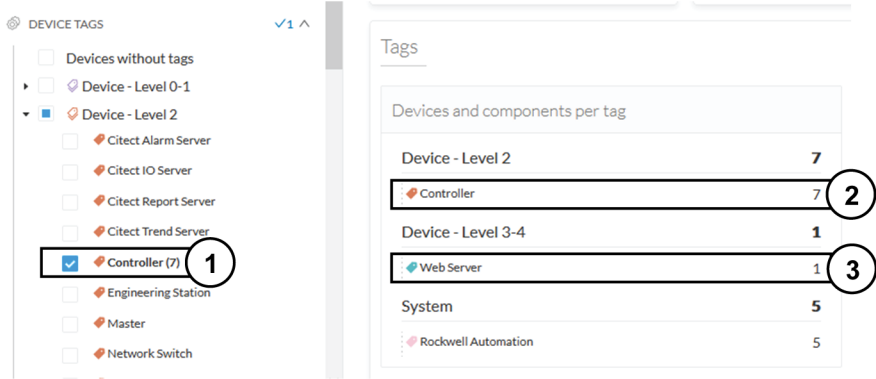 DEVICE TAGS
1
Devices without tags
Device - Level 0-1
Device - Level 2
Citect Alarm Server
Citect IO Server
Citect Report Server
Citect Trend Server
Controller (7)
1
Engineering Station
Master
Network Switch
Tags
Devices and components per tag
Device - Level 2 7
Controller 7
2
Device - Level 3-4 1
Web Server 1
3
System 5
Rockwell Automation 5